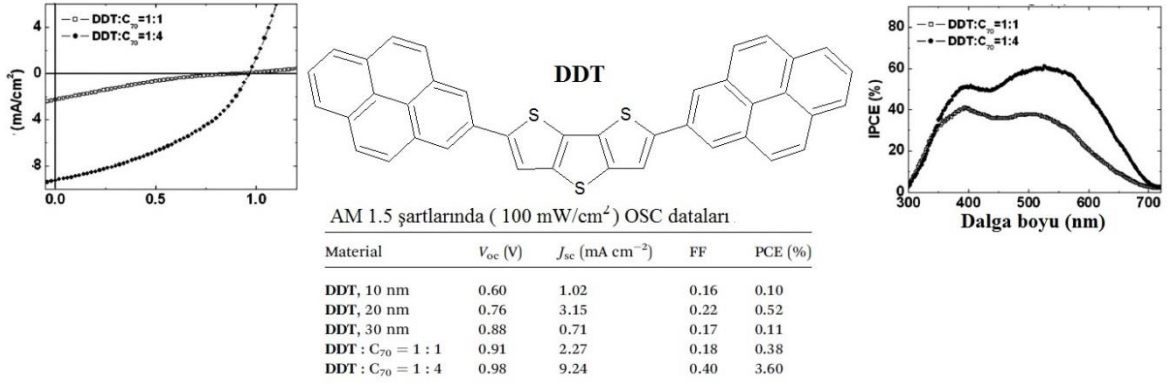 DDT:C70=1:1
DDT:C70=1:4
(mA/cm²)
4
0
4
-8
0.0 0.5 1.0
DDT
S S
S
DDT:C70=1:1
DDT:C70=1:4
IPCE (%)
80
60
40
20
0
300 400 500 600 700
Dalga boyu (nm)
AM 1.5 şartlarında ( 100 mW/cm²) OSC dataları
Material Voc (V) Jsc (mA cm−2) FF PCE (%)
DDT, 10 nm 0.60 1.02 0.16 0.10
DDT, 20 nm 0.76 3.15 0.22 0.52
DDT, 30 nm 0.88 0.71 0.17 0.11
DDT : C70 = 1 : 1 0.91 2.27 0.18 0.38
DDT : C70 = 1 : 4 0.98 9.24 0.40 3.60